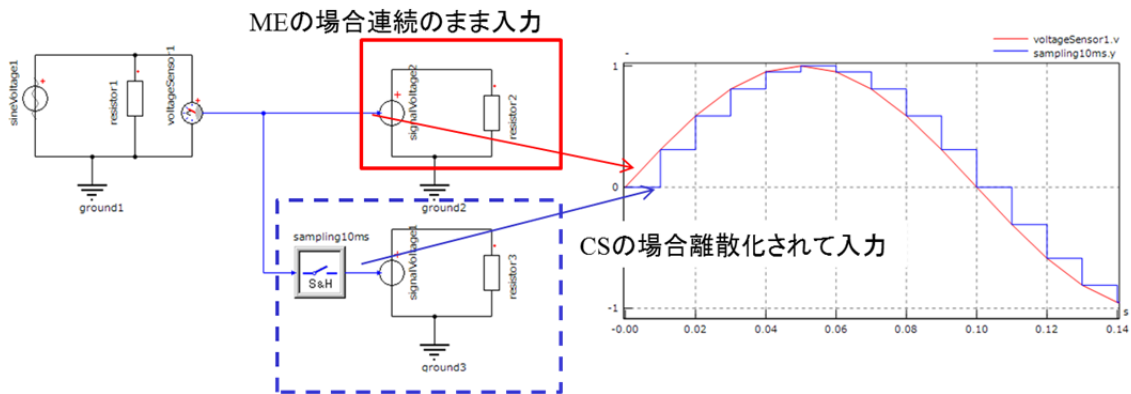 MEの場合連続のまま入力
sineVoltage1
resistor1
voltageSensor1
ground1
signalVoltage2
resistor2
ground2
sampling10ms
S&H
signalVoltage1
resistor3
ground3
voltageSensor1.v
sampling10ms.y
CSの場合離散化されて入力
1
0
-1
-0.00 0.02 0.04 0.06 0.08 0.10 0.12 0.14
s